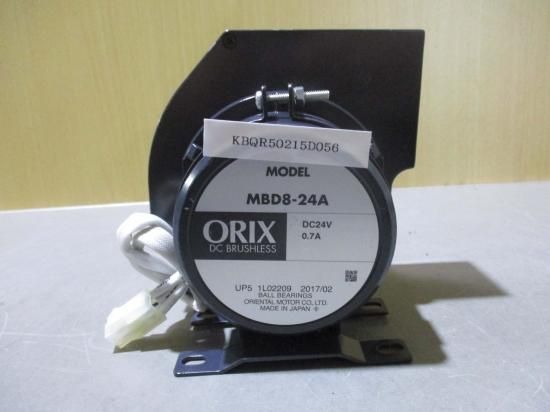 KBQR50215D056
MODEL
MBD8-24A
ORIX
DC BRUSHLESS
DC24V
0.7A
UP5 1L02209 2017/02
BALL BEARINGS
ORIENTAL MOTOR CO.,LTD.
MADE IN JAPAN